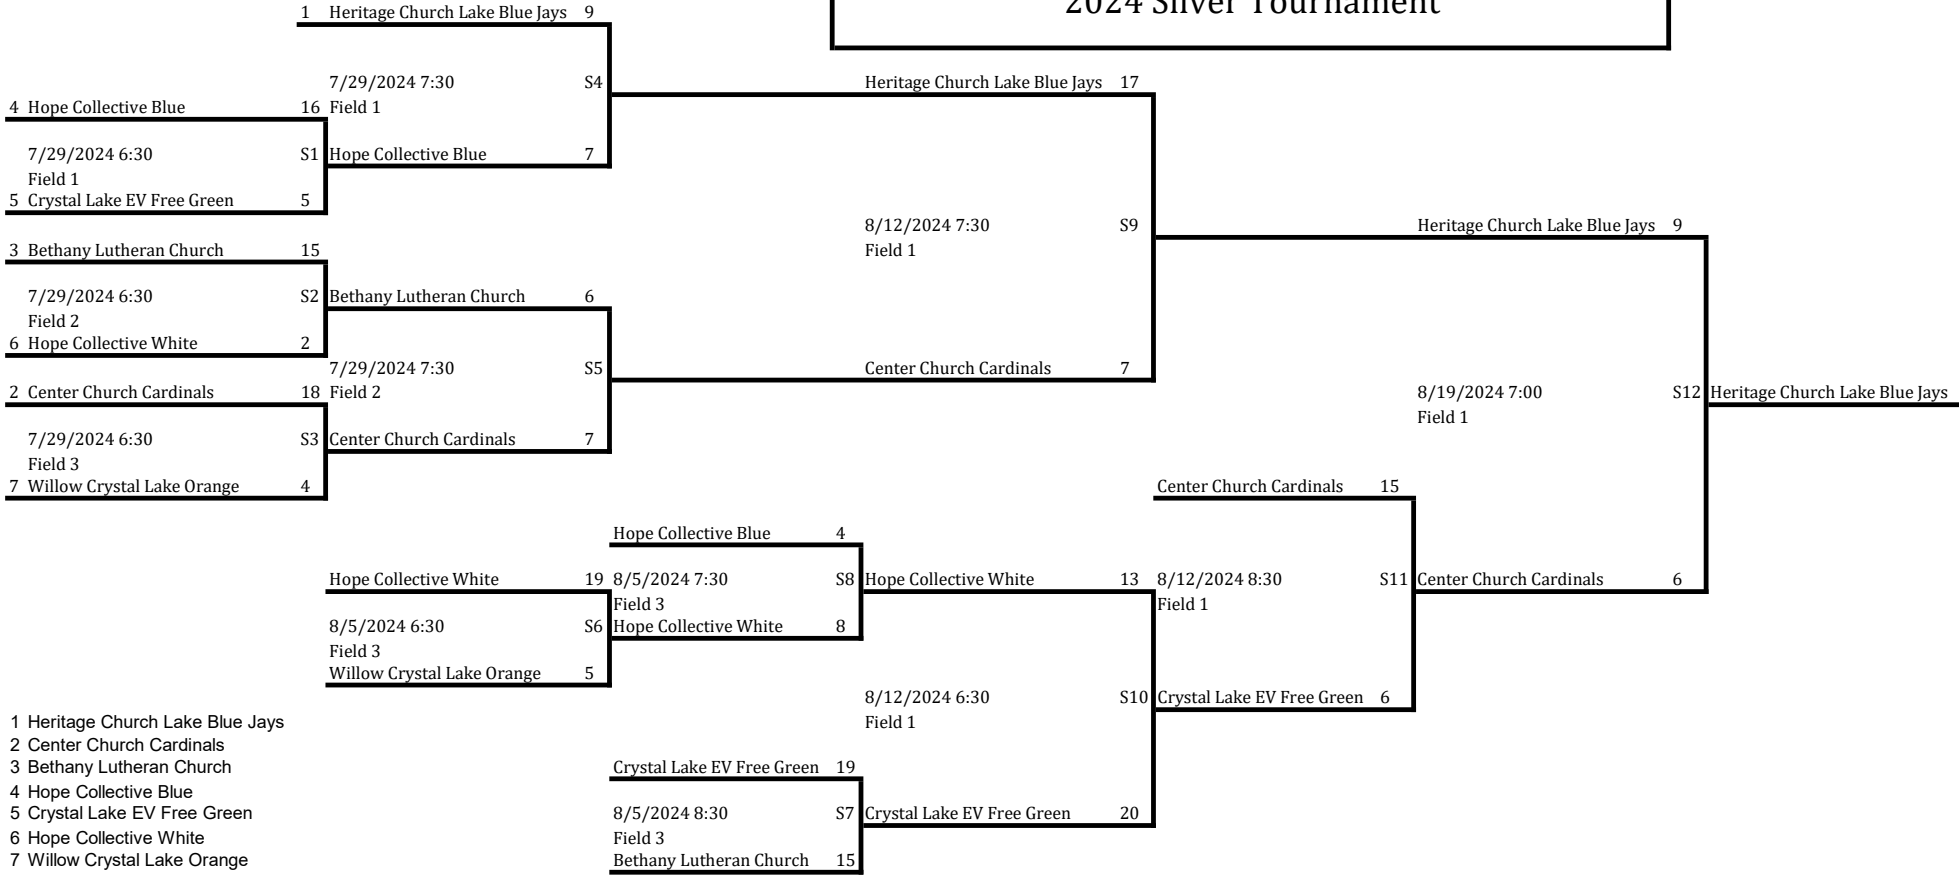 2024 Silver Tournament
1 Heritage Church Lake Blue Jays 9
7/29/2024 7:30 S4 Heritage Church Lake Blue Jays 17
4 Hope Collective Blue 16 Field 1
7/29/2024 6:30 S1 Hope Collective Blue 7
Field 1
5 Crystal Lake EV Free Green 5
8/12/2024 7:30 S9 Heritage Church Lake Blue Jays 9
3 Bethany Lutheran Church 15 Field 1
7/29/2024 6:30 S2 Bethany Lutheran Church 6
Field 2
6 Hope Collective White 2
7/29/2024 7:30 S5 Center Church Cardinals 7
2 Center Church Cardinals 18 Field 2 8/19/2024 7:00 S12 Heritage Church Lake Blue Jays
Field 1
7/29/2024 6:30 S3 Center Church Cardinals 7
Field 3
7 Willow Crystal Lake Orange 4 Center Church Cardinals 15
Hope Collective Blue 4
Hope Collective White 19 8/5/2024 7:30 S8 Hope Collective White 13 8/12/2024 8:30 S11 Center Church Cardinals 6
Field 3 Field 1
8/5/2024 6:30 S6 Hope Collective White 8
Field 3
Willow Crystal Lake Orange 5
8/12/2024 6:30 S10 Crystal Lake EV Free Green 6
1 Heritage Church Lake Blue Jays Field 1
2 Center Church Cardinals
3 Bethany Lutheran Church Crystal Lake EV Free Green 19
4 Hope Collective Blue
5 Crystal Lake EV Free Green 8/5/2024 8:30 S7 Crystal Lake EV Free Green 20
6 Hope Collective White Field 3
7 Willow Crystal Lake Orange Bethany Lutheran Church 15